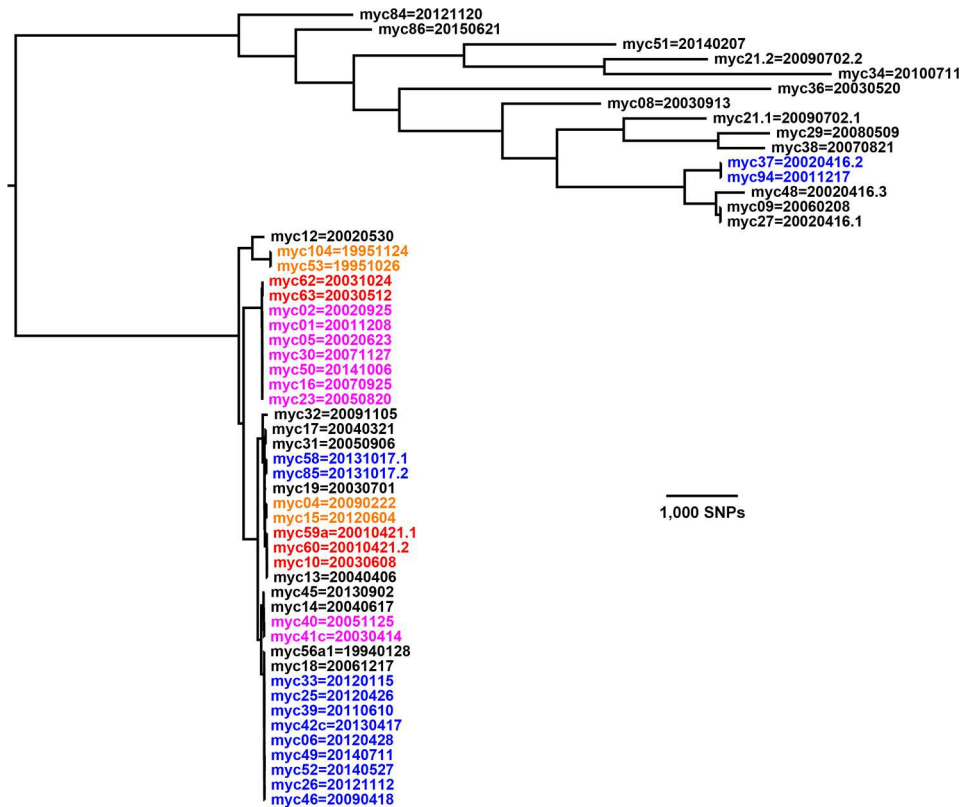 myc84=20121120
myc86=20150621
myc51=20140207
myc21.2=20090702.2
myc34=20100711
myc36=20030520
myc08=20030913
myc21.1=20090702.1
myc29=20080509
myc38=20070821
myc37=20020416.2
myc94=20011217
myc48=20020416.3
myc09=20060208
myc27=20020416.1
myc12=20020530
myc104=19951124
myc53=19951026
myc62=20031024
myc63=20030512
myc02=20020925
myc01=20011208
myc05=20020623
myc30=20071127
myc50=20141006
myc16=20070925
myc23=20050820
myc32=20091105
myc17=20040321
myc31=20050906
myc58=20131017.1
myc85=20131017.2
myc19=20030701
myc04=20090222
myc15=20120604
1,000 SNPs
myc59a=20010421.1
myc60=20010421.2
myc10=20030608
myc13=20040406
myc45=20130902
myc14=20040617
myc40=20051125
myc41c=20030414
myc56a1=19940128
myc18=20061217
myc33=20120115
myc25=20120426
myc39=20110610
myc42c=20130417
myc06=20120428
myc49=20140711
myc52=20140527
myc26=20121112
myc46=20090418